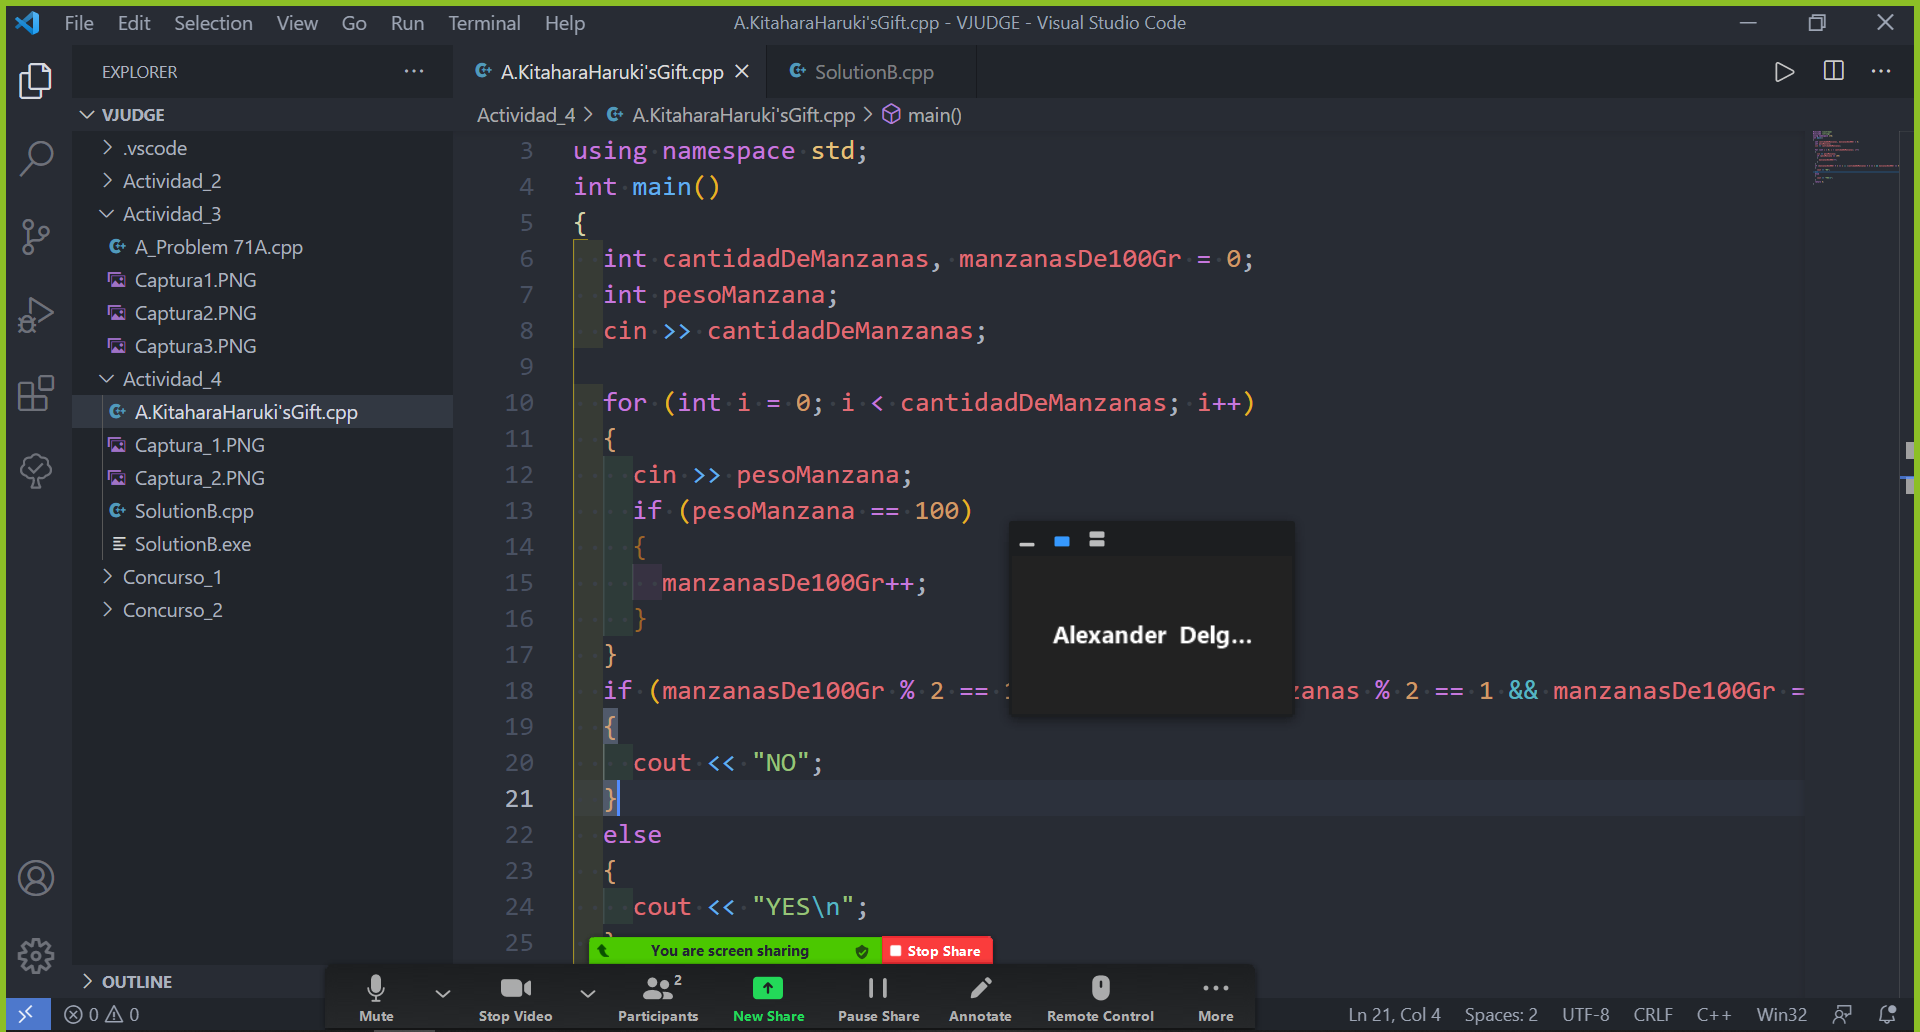 File Edit Selection View Go Run Terminal Help
A.KitaharaHaruki'sGift.cpp - VJUDGE - Visual Studio Code
EXPLORER
VJUDGE
.vscode
Actividad_2
Actividad_3
A_Problem 71A.cpp
Captura1.PNG
Captura2.PNG
Captura3.PNG
Actividad_4
A.KitaharaHaruki'sGift.cpp
Captura_1.PNG
Captura_2.PNG
SolutionB.cpp
SolutionB.exe
Concurso_1
Concurso_2
OUTLINE
A.KitaharaHaruki'sGift.cpp SolutionB.cpp
Actividad_4 > A.KitaharaHaruki'sGift.cpp > main()
3 using namespace std;
4 int main()
5 {
6 int cantidadDeManzanas, manzanasDe100Gr = 0;
7 int pesoManzana;
8 cin >> cantidadDeManzanas;
9
10 for (int i = 0; i < cantidadDeManzanas; i++)
11 {
12 cin >> pesoManzana;
13 if (pesoManzana == 100)
14 {
15 manzanasDe100Gr++;
16 }
17 }
18 if (manzanasDe100Gr % 2 == zanas % 2 == 1 && manzanasDe100Gr =
19 {
20 cout << "NO";
21 }
22 else
23 {
24 cout << "YES\n";
25
Alexander Delg...
You are screen sharing Stop Share
2
Mute Stop Video Participants New Share Pause Share Annotate Remote Control More
0 0
Ln 21, Col 4 Spaces: 2 UTF-8 CRLF C++ Win32